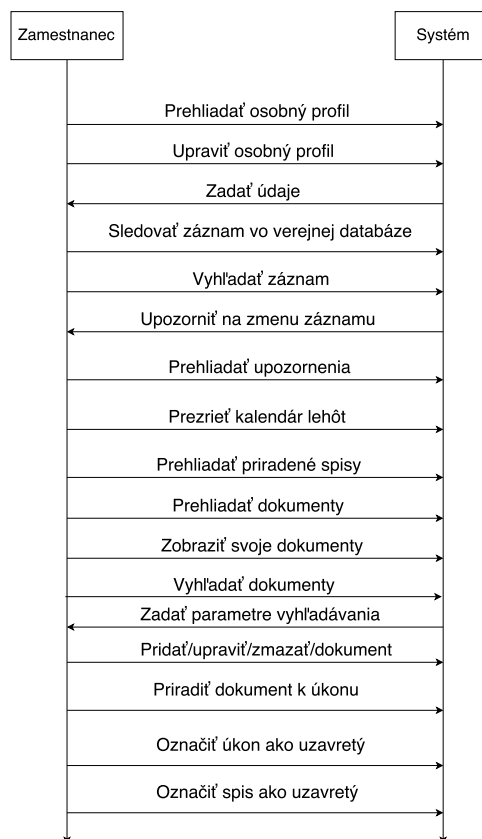 Zamestnanec
Systém
Prehliadať osobný profil
Upraviť osobný profil
Zadať údaje
Sledovať záznam vo verejnej databáze
Vyhľadať záznam
Upozorniť na zmenu záznamu
Prehliadať upozornenia
Prezrieť kalendár lehôt
Prehliadať priradené spisy
Prehliadať dokumenty
Zobraziť svoje dokumenty
Vyhľadať dokumenty
Zadať parametre vyhľadávania
Pridať/upraviť/zmazať/dokument
Priradiť dokument k úkonu
Označiť úkon ako uzavretý
Označiť spis ako uzavretý